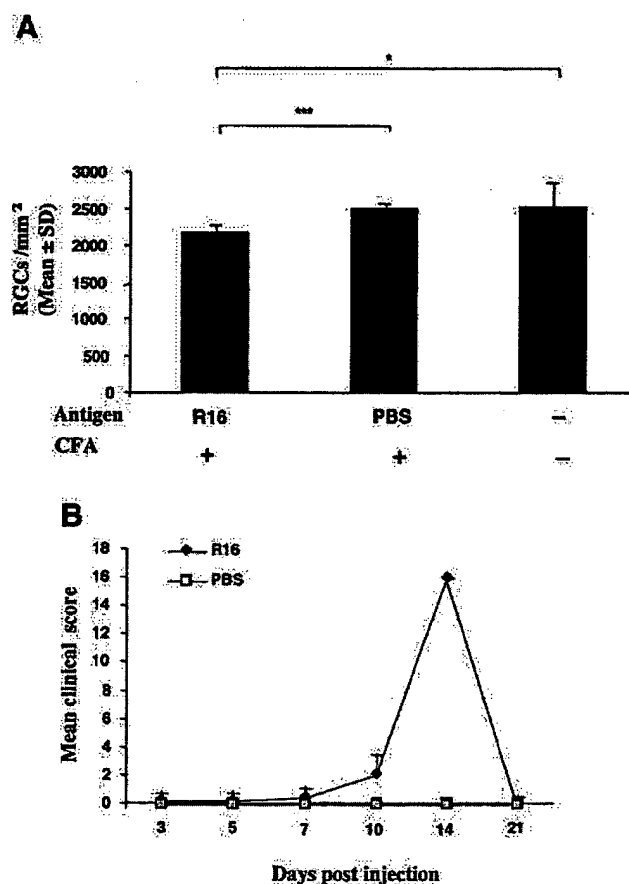 A
*
***
RGCs/mm⁻²
(Mean ± SD)
3000
2500
2000
1500
1000
500
0
Antigen R16 PBS –
CFA + + –
B
Mean clinical score
18
16
14
12
10
8
6
4
2
0
R16
PBS
3 5 7 10 14 21
Days post injection